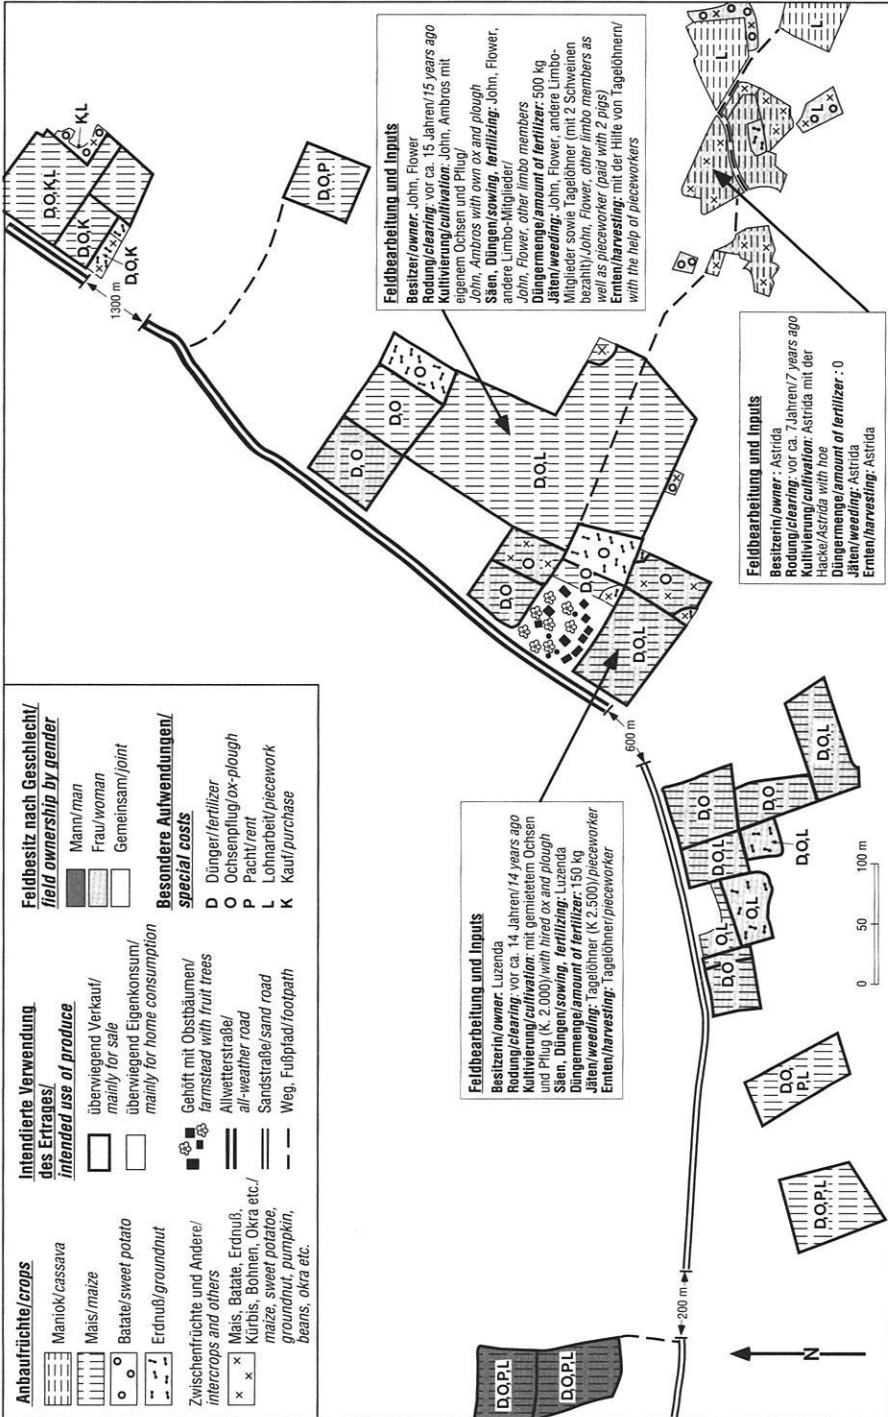 Anbaufrüchte/crops
Maniok/cassava
Mais/maize
Batate/sweet potato
Erdnuß/groundnut
Zwischenfrüchte und Andere/
intercrops and others
Mais, Batate, Erdnuß,
Kürbis, Bohnen, Okra etc./
maize, sweet potatoe,
groundnut, pumpkin,
beans, okra etc.
Intendierte Verwendung
des Ertrages/
intended use of produce
überwiegend Verkauf/
mainly for sale
überwiegend Eigenkonsum/
mainly for home consumption
Gehöft mit Obstbäumen/
farmstead with fruit trees
Allwetterstraße/
all-weather road
Sandstraße/sand road
Weg, Fußpfad/footpath
Feldbesitz nach Geschlecht/
field ownership by gender
Mann/man
Frau/woman
Gemeinsam/joint
Besondere Aufwendungen/
special costs
D Dünger/fertilizer
O Ochsenpflug/ox-plough
P Pacht/rent
L Lohnarbeit/piecework
K Kauf/purchase
D,O,K,L
K,L
D,O,K
D,O,K
1300 m
D,O,P
Feldbearbeitung und Inputs
Besitzer/owner: John, Flower
Rodung/clearing: vor ca. 15 Jahren/15 years ago
Kultivierung/cultivation: John, Ambros mit
eigenem Ochsen und Pflug/
John, Ambros with own ox and plough
Säen, Düngen/sowing, fertilizing: John, Flower,
andere Limbo-Mitglieder/
John, Flower, other limbo members
Düngermenge/amount of fertilizer: 500 kg
Jäten/weeding: John, Flower, andere Limbo-
Mitglieder sowie Tagelöhner (mit 2 Schweinen
bezahlt)/John, Flower, other limbo members as
well as pieceworker (paid with 2 pigs)
Ernten/harvesting: mit der Hilfe von Tagelöhnern/
with the help of pieceworkers
L
L
L
O
D,O
D,O
D,O,L
D,O
O
D,O
O
O
D,O,L
Feldbearbeitung und Inputs
Besitzerin/owner : Astrida
Rodung/clearing: vor ca. 7Jahren/7 years ago
Kultivierung/cultivation: Astrida mit der
Hacke/Astrida with hoe
Düngermenge/amount of fertilizer : 0
Jäten/weeding: Astrida
Ernten/harvesting: Astrida
600 m
Feldbearbeitung und Inputs
Besitzerin/owner: Luzenda
Rodung/clearing: vor ca. 14 Jahren/14 years ago
Kultivierung/cultivation: mit gemietetem Ochsen
und Pflug (K. 2.000)/with hired ox and plough
Säen, Düngen/sowing, fertilizing: Luzenda
Düngermenge/amount of fertilizer: 150 kg
Jäten/weeding: Tagelöhner (K 2.500)/pieceworker
Ernten/harvesting: Tagelöhner/pieceworker
D,O
D,O
D,O,L
D,O,L
D,O,L
O,L
O,L
D,O
0
50
100 m
D,O,
P,L
D,O,P,L
200 m
D,O,P,L
D,O,P,L
N